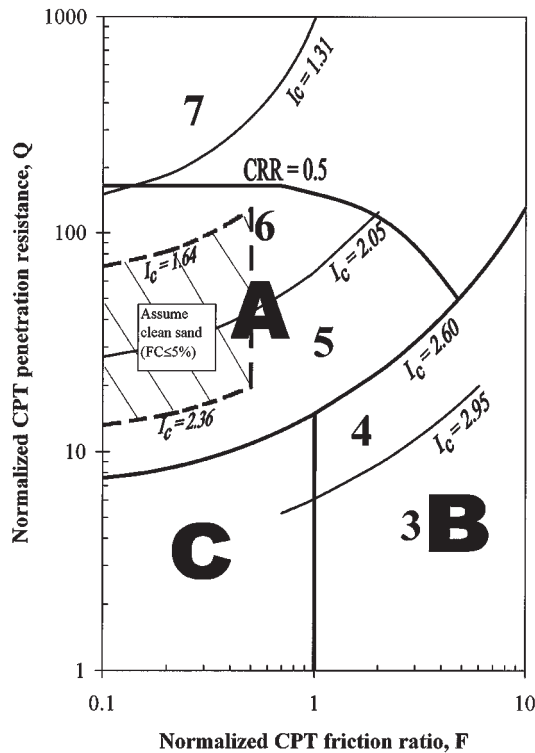 1000
7
Ic = 1.31
CRR = 0.5
100
6
Ic = 1.64
Ic = 2.05
Assume
clean sand
(FC≤5%)
A
5
Ic = 2.60
Ic = 2.36
10
4
Ic = 2.95
C
3
B
1
0.1
1
10
Normalized CPT penetration resistance, Q
Normalized CPT friction ratio, F